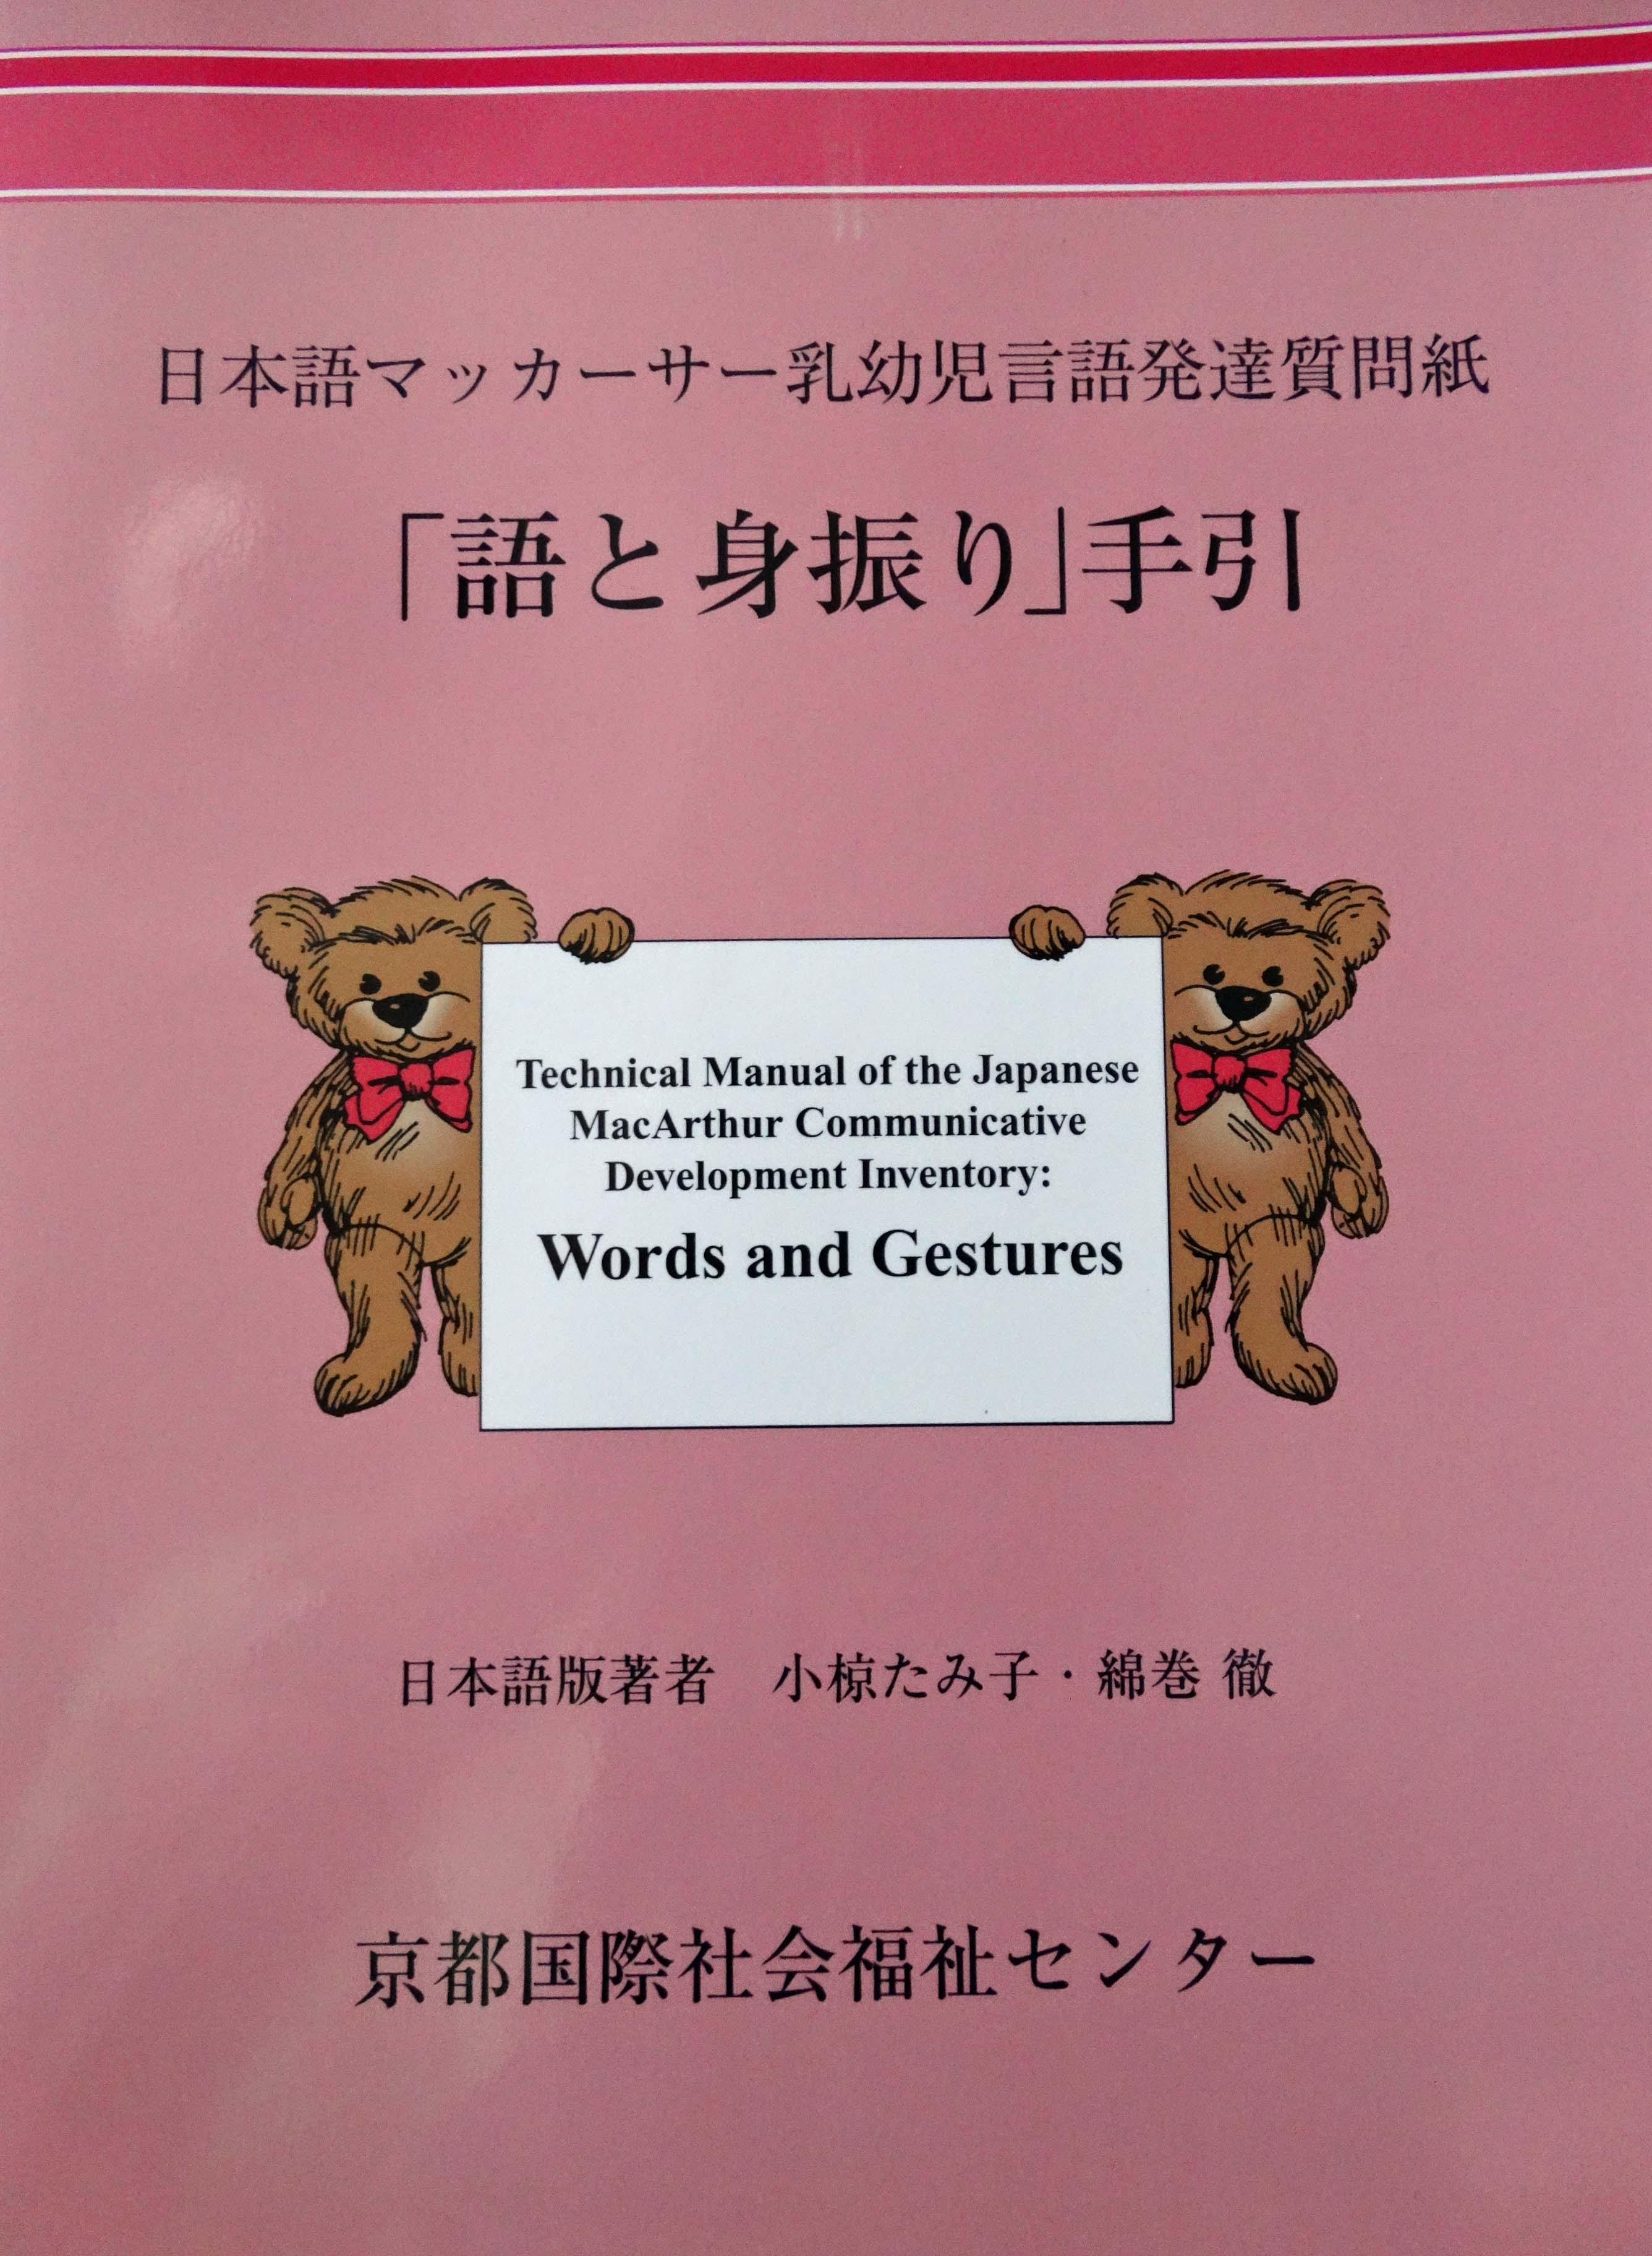 日本語マッカーサー乳幼児言語発達質問紙
「語と身振り」手引
Technical Manual of the Japanese
MacArthur Communicative
Development Inventory:
Words and Gestures
日本語版著者　小椋たみ子・綿巻 徹
京都国際社会福祉センター